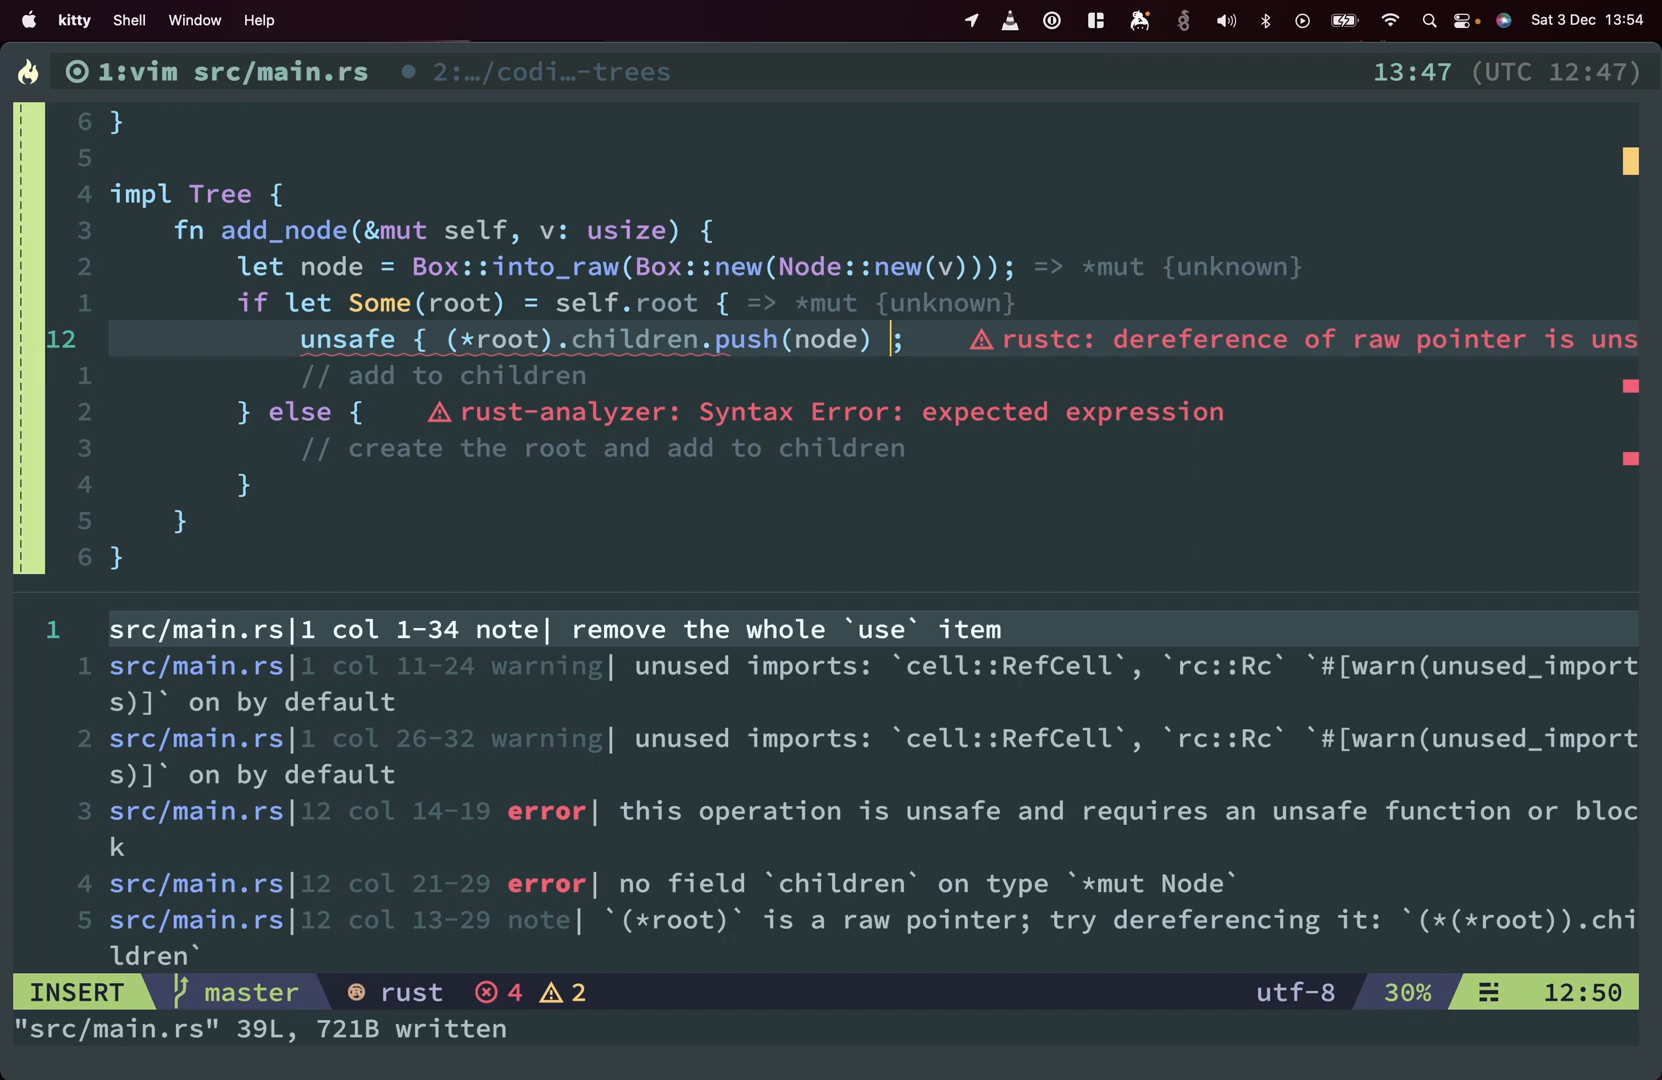 kitty Shell Window Help Sat 3 Dec 13:54
1:vim src/main.rs 2:…/codi…-trees 13:47 (UTC 12:47)
6 }
5
4 impl Tree {
3 fn add_node(&mut self, v: usize) {
2 let node = Box::into_raw(Box::new(Node::new(v))); => *mut {unknown}
1 if let Some(root) = self.root { => *mut {unknown}
12 unsafe { (*root).children.push(node) ; rustc: dereference of raw pointer is uns
1 // add to children
2 } else { rust-analyzer: Syntax Error: expected expression
3 // create the root and add to children
4 }
5 }
6 }
1 src/main.rs|1 col 1-34 note| remove the whole `use` item
1 src/main.rs|1 col 11-24 warning| unused imports: `cell::RefCell`, `rc::Rc` `#[warn(unused_import
s)]` on by default
2 src/main.rs|1 col 26-32 warning| unused imports: `cell::RefCell`, `rc::Rc` `#[warn(unused_import
s)]` on by default
3 src/main.rs|12 col 14-19 error| this operation is unsafe and requires an unsafe function or bloc
k
4 src/main.rs|12 col 21-29 error| no field `children` on type `*mut Node`
5 src/main.rs|12 col 13-29 note| `(*root)` is a raw pointer; try dereferencing it: `(*(*root)).chi
ldren`
INSERT master rust 4 2 utf-8 30% 12:50
"src/main.rs" 39L, 721B written